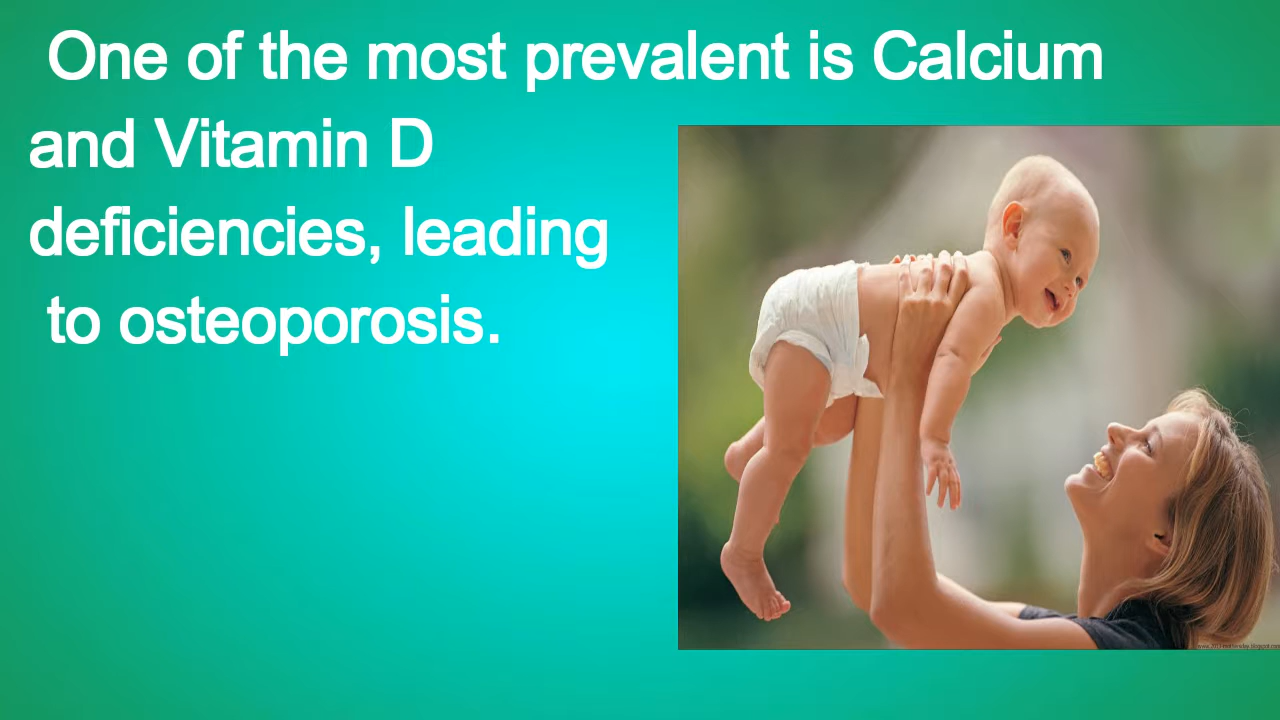 One of the most prevalent is Calcium
and Vitamin D
deficiencies, leading
to osteoporosis.